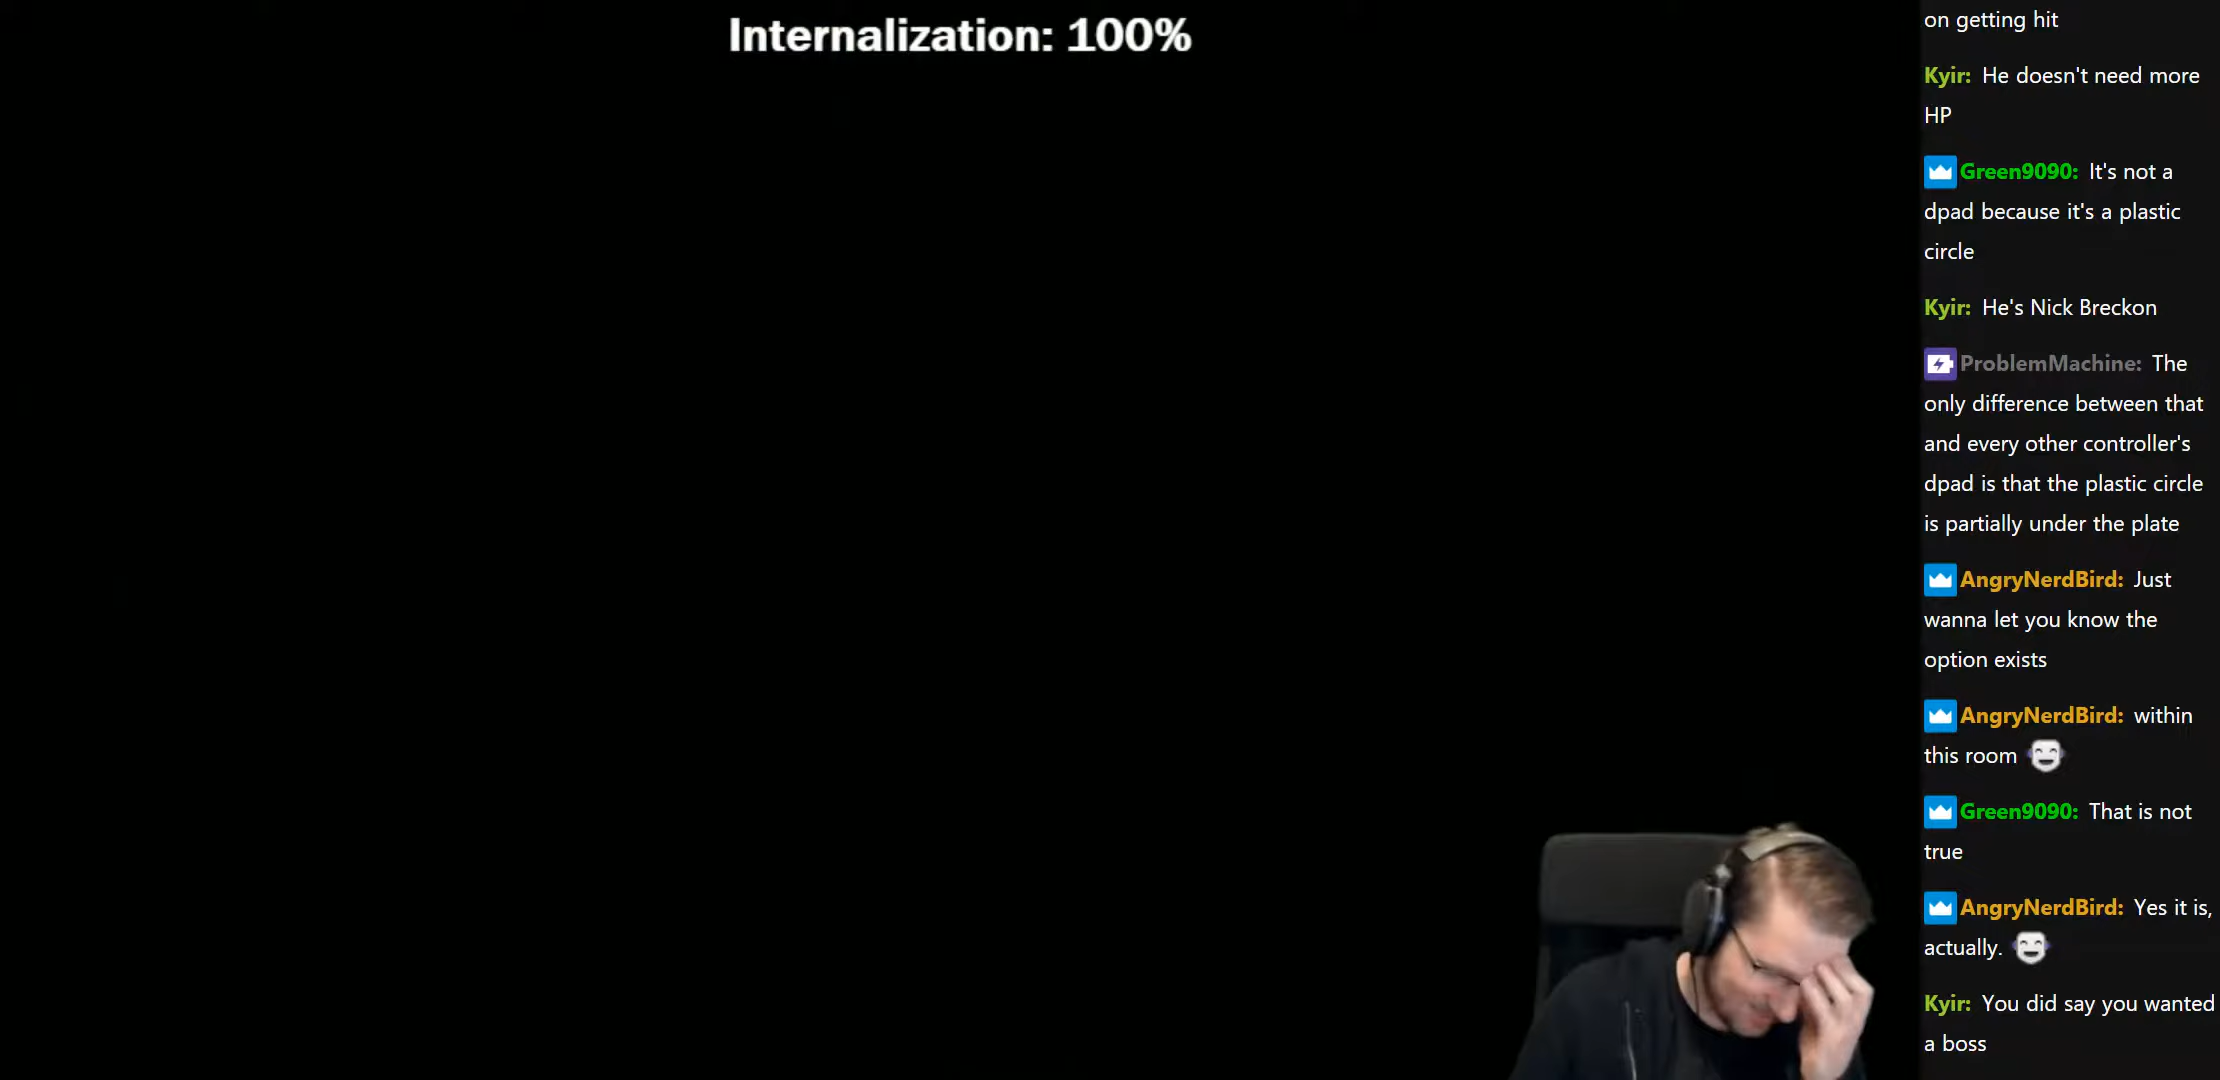 Internalization: 100%
on getting hit
Kyir: He doesn't need more
HP
Green9090: It's not a
dpad because it's a plastic
circle
Kyir: He's Nick Breckon
ProblemMachine: The
only difference between that
and every other controller's
dpad is that the plastic circle
is partially under the plate
AngryNerdBird: Just
wanna let you know the
option exists
AngryNerdBird: within
this room
Green9090: That is not
true
AngryNerdBird: Yes it is,
actually.
Kyir: You did say you wanted
a boss